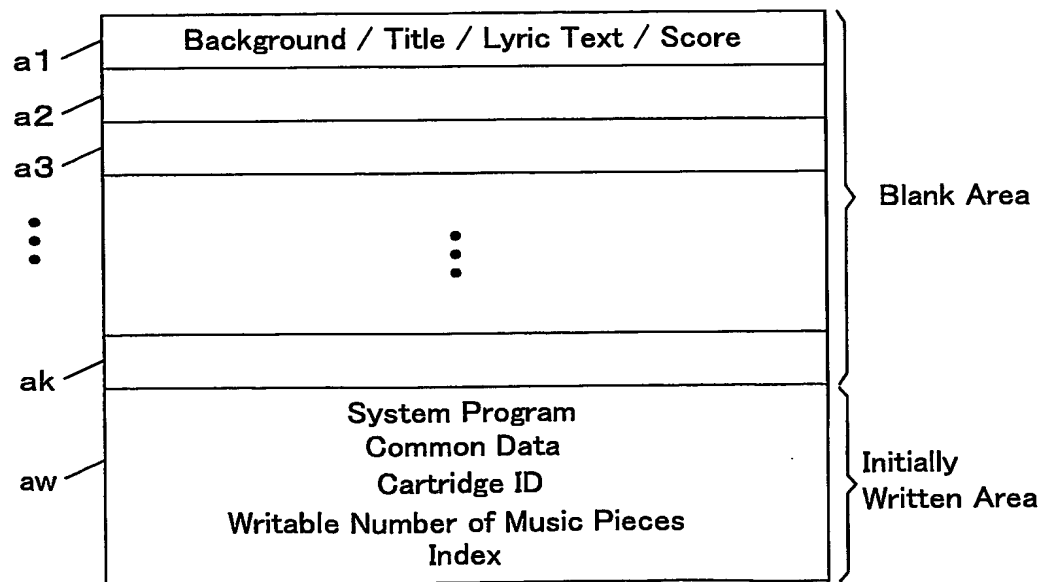 a1
Background / Title / Lyric Text / Score
a2
a3
Blank Area
ak
System Program
Common Data
aw
Cartridge ID
Initially
Written Area
Writable Number of Music Pieces
Index